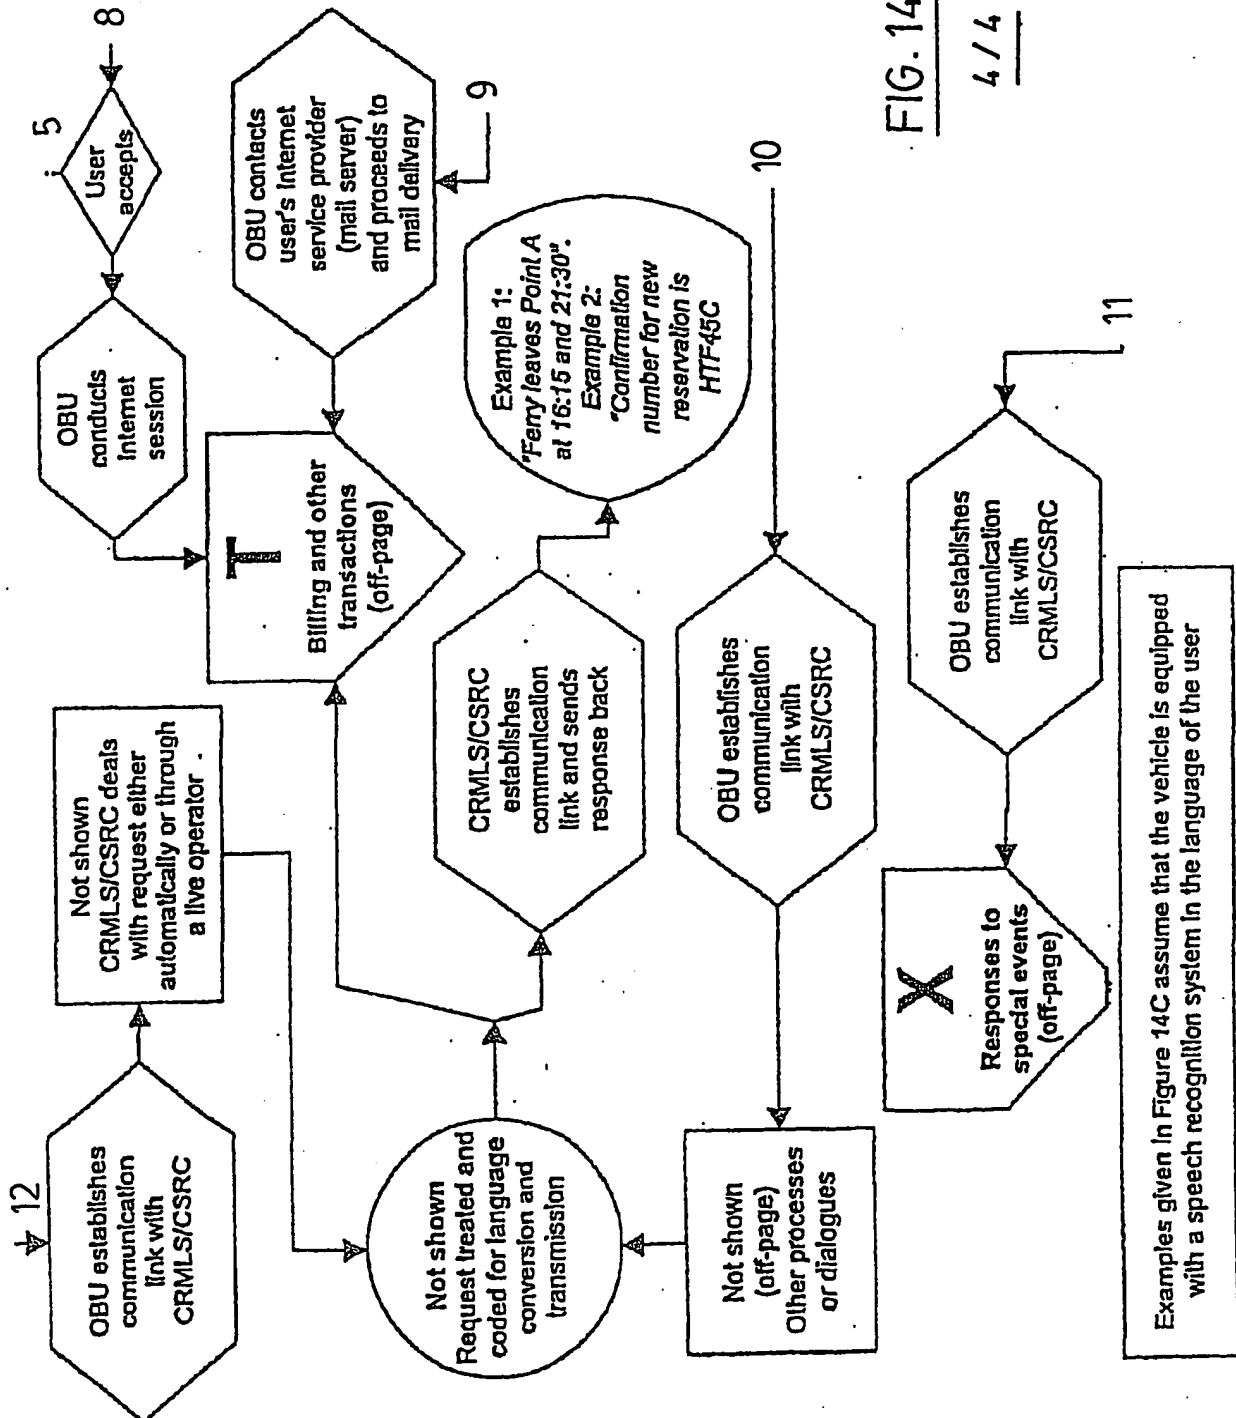 12
OBU establishes
communication
link with
CRMLS/CSRC
Not shown
CRMLS/CSRC deals
with request either
automatically or through
a live operator .
OBU
conducts
Internet
session
5
User
accepts
8
T
Billing and other
transactions
(off-page)
OBU contacts
user's Internet
service provider
(mail server)
and proceeds to
mail delivery
9
Not shown
Request treated and
coded for language
conversion and
transmission
CRMLS/CSRC
establishes
communication
link and sends
response back
Example 1:
"Ferry leaves Point A
at 16:15 and 21:30".
Example 2:
"Confirmation
number for new
reservation is
HTF45C
Not shown
(off-page)
Other processes
or dialogues
OBU establishes
communication
link with
CRMLS/CSRC
10
X
Responses to
special events
(off-page)
OBU establishes
communication
link with
CRMLS/CSRC
11
Examples given in Figure 14C assume that the vehicle is equipped
with a speech recognition system in the language of the user
FIG. 14
4 / 4